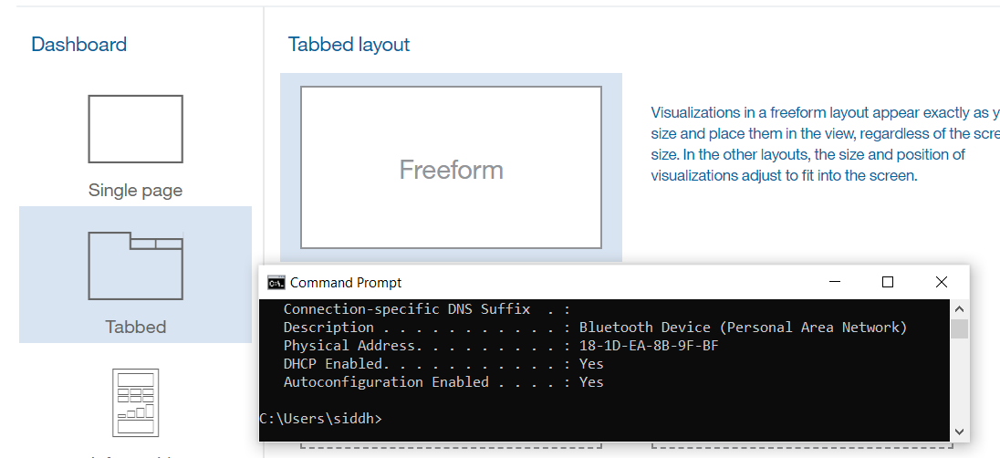 Dashboard
Single page
Tabbed
Tabbed layout
Freeform
Visualizations in a freeform layout appear exactly as y
size and place them in the view, regardless of the scre
size. In the other layouts, the size and position of
visualizations adjust to fit into the screen.
Command Prompt
Connection-specific DNS Suffix  . :
Description . . . . . . . . . . . : Bluetooth Device (Personal Area Network)
Physical Address. . . . . . . . . : 18-1D-EA-8B-9F-BF
DHCP Enabled. . . . . . . . . . . : Yes
Autoconfiguration Enabled . . . . : Yes
C:\Users\siddh>